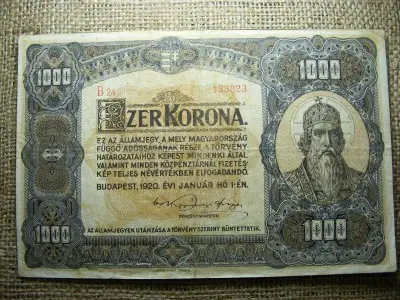 1000
1000
B 24.
133323
EZER KORONA.
EZ AZ ÁLLAMJEGY, A MELY MAGYARORSZÁG
FÜGGŐ ADÓSSÁGÁNAK RÉSZE, A TÖRVÉNY
HATÁROZATAIHOZ KÉPEST MINDENKI ÁLTAL
VALAMINT MINDEN KÖZPÉNZTÁRNÁL FIZETÉS-
KÉP TELJES NÉVÉRTÉKBEN ELFOGADANDÓ.
BUDAPEST, 1920. ÉVI JANUÁR HÓ 1-ÉN.
PÉNZÜGYMINISTER.
1000
1000
AZ ÁLLAMJEGYEK UTÁNZÁSA A TÖRVÉNY SZERINT BÜNTETTETIK.